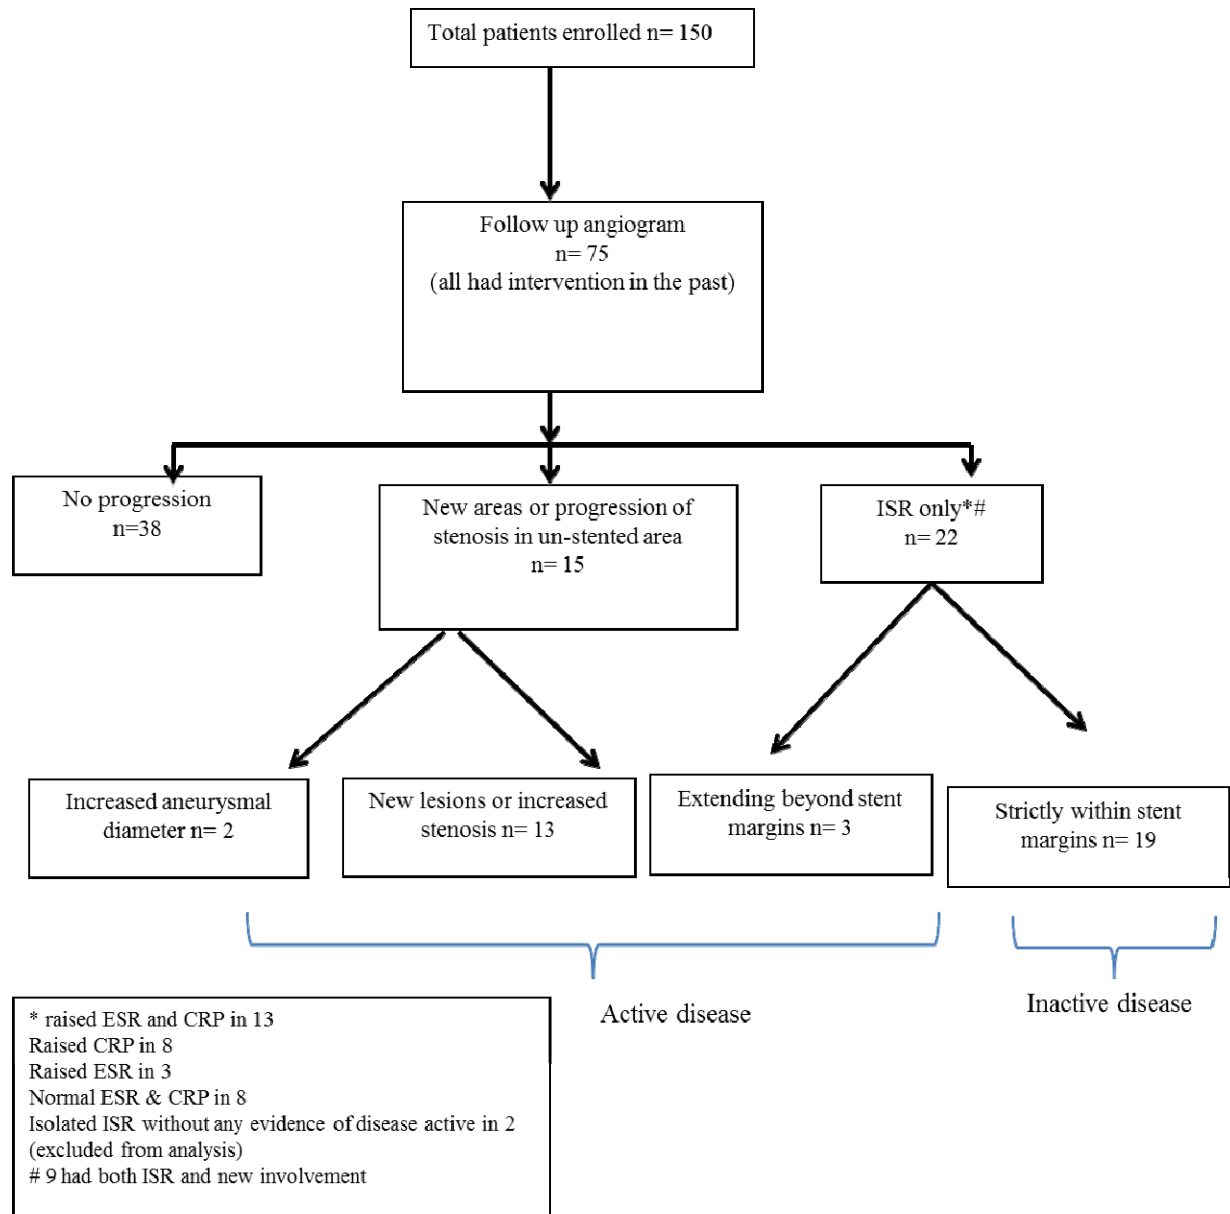 Total patients enrolled n= 150
Follow up angiogram
n= 75
(all had intervention in the past)
No progression
n=38
New areas or progression of
stenosis in un-stented area
n= 15
ISR only*#
n= 22
Increased aneurysmal
diameter n= 2
New lesions or increased
stenosis n= 13
Extending beyond stent
margins n= 3
Strictly within stent
margins n= 19
Active disease
Inactive disease
* raised ESR and CRP in 13
Raised CRP in 8
Raised ESR in 3
Normal ESR & CRP in 8
Isolated ISR without any evidence of disease active in 2
(excluded from analysis)
# 9 had both ISR and new involvement